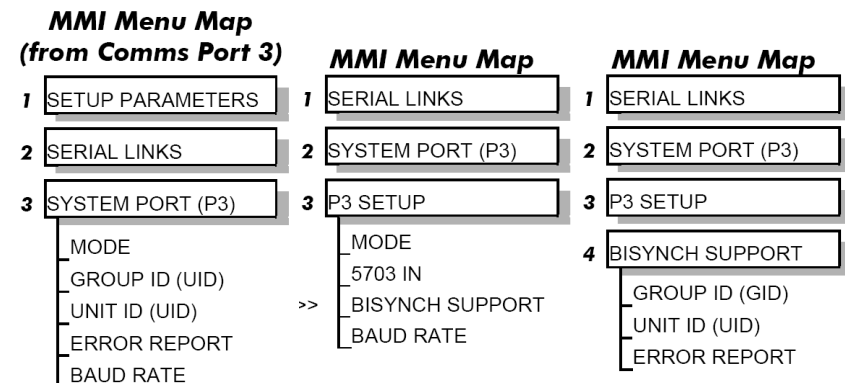 MMI Menu Map
(from Comms Port 3)
1 SETUP PARAMETERS
2 SERIAL LINKS
3 SYSTEM PORT (P3)
MODE
GROUP ID (UID)
UNIT ID (UID)
ERROR REPORT
BAUD RATE
MMI Menu Map
1 SERIAL LINKS
2 SYSTEM PORT (P3)
3 P3 SETUP
MODE
5703 IN
>> BISYNCH SUPPORT
BAUD RATE
MMI Menu Map
1 SERIAL LINKS
2 SYSTEM PORT (P3)
3 P3 SETUP
4 BISYNCH SUPPORT
GROUP ID (GID)
UNIT ID (UID)
ERROR REPORT